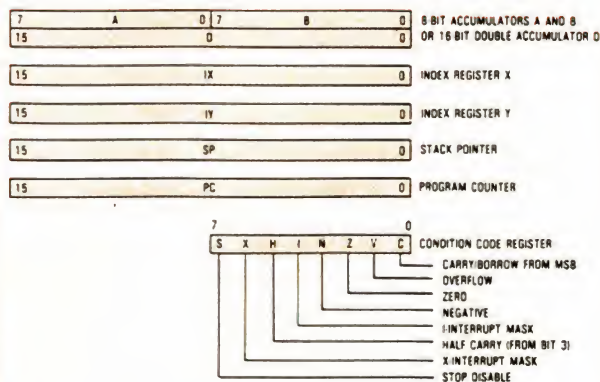 7 A 0 7 B 0 8-BIT ACCUMULATORS A AND B
15 D 0 OR 16-BIT DOUBLE ACCUMULATOR D
15 IX 0 INDEX REGISTER X
15 IY 0 INDEX REGISTER Y
15 SP 0 STACK POINTER
15 PC 0 PROGRAM COUNTER
7 0
S X H I N Z V C CONDITION CODE REGISTER
CARRY/BORROW FROM MSB
OVERFLOW
ZERO
NEGATIVE
I-INTERRUPT MASK
HALF CARRY (FROM BIT 3)
X-INTERRUPT MASK
STOP DISABLE